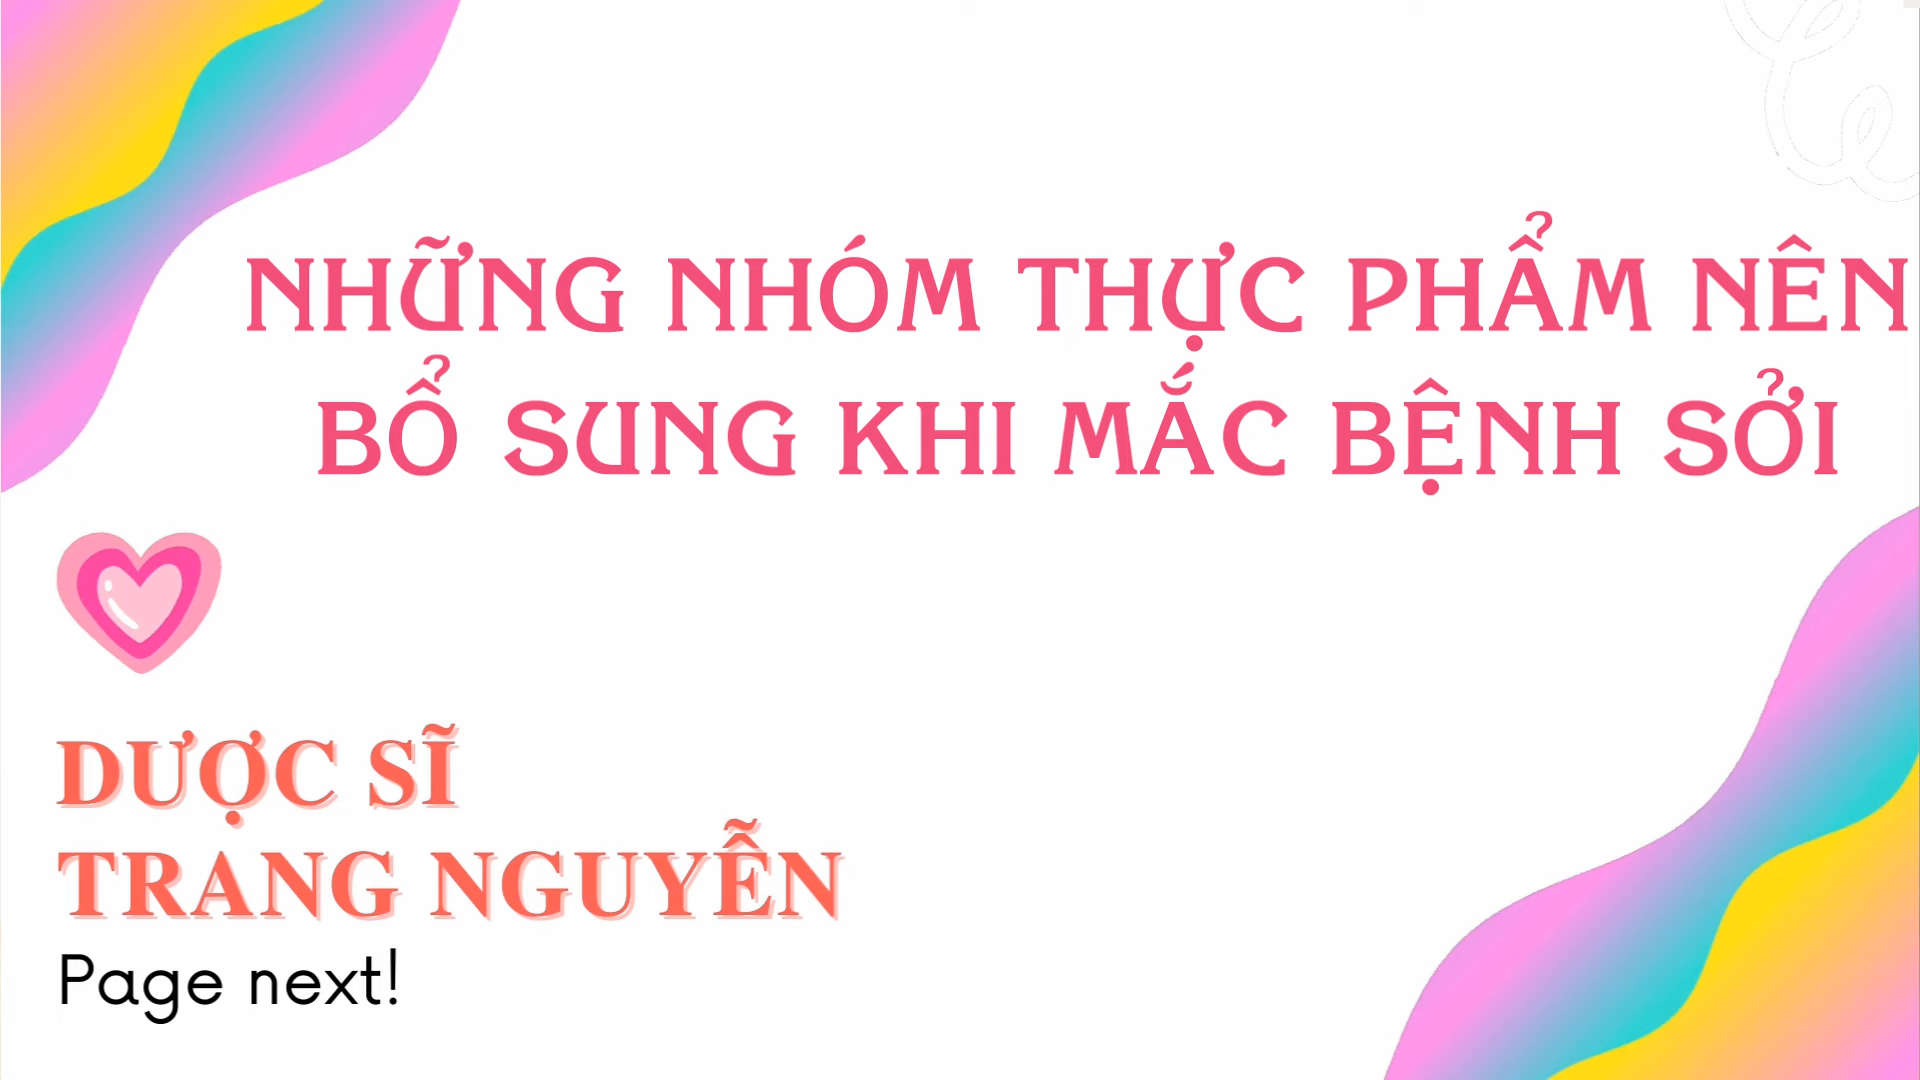 NHỮNG NHÓM THỰC PHẨM NÊN
BỔ SUNG KHI MẮC BỆNH SỞI
DƯỢC SĨ
TRANG NGUYỄN
Page next!